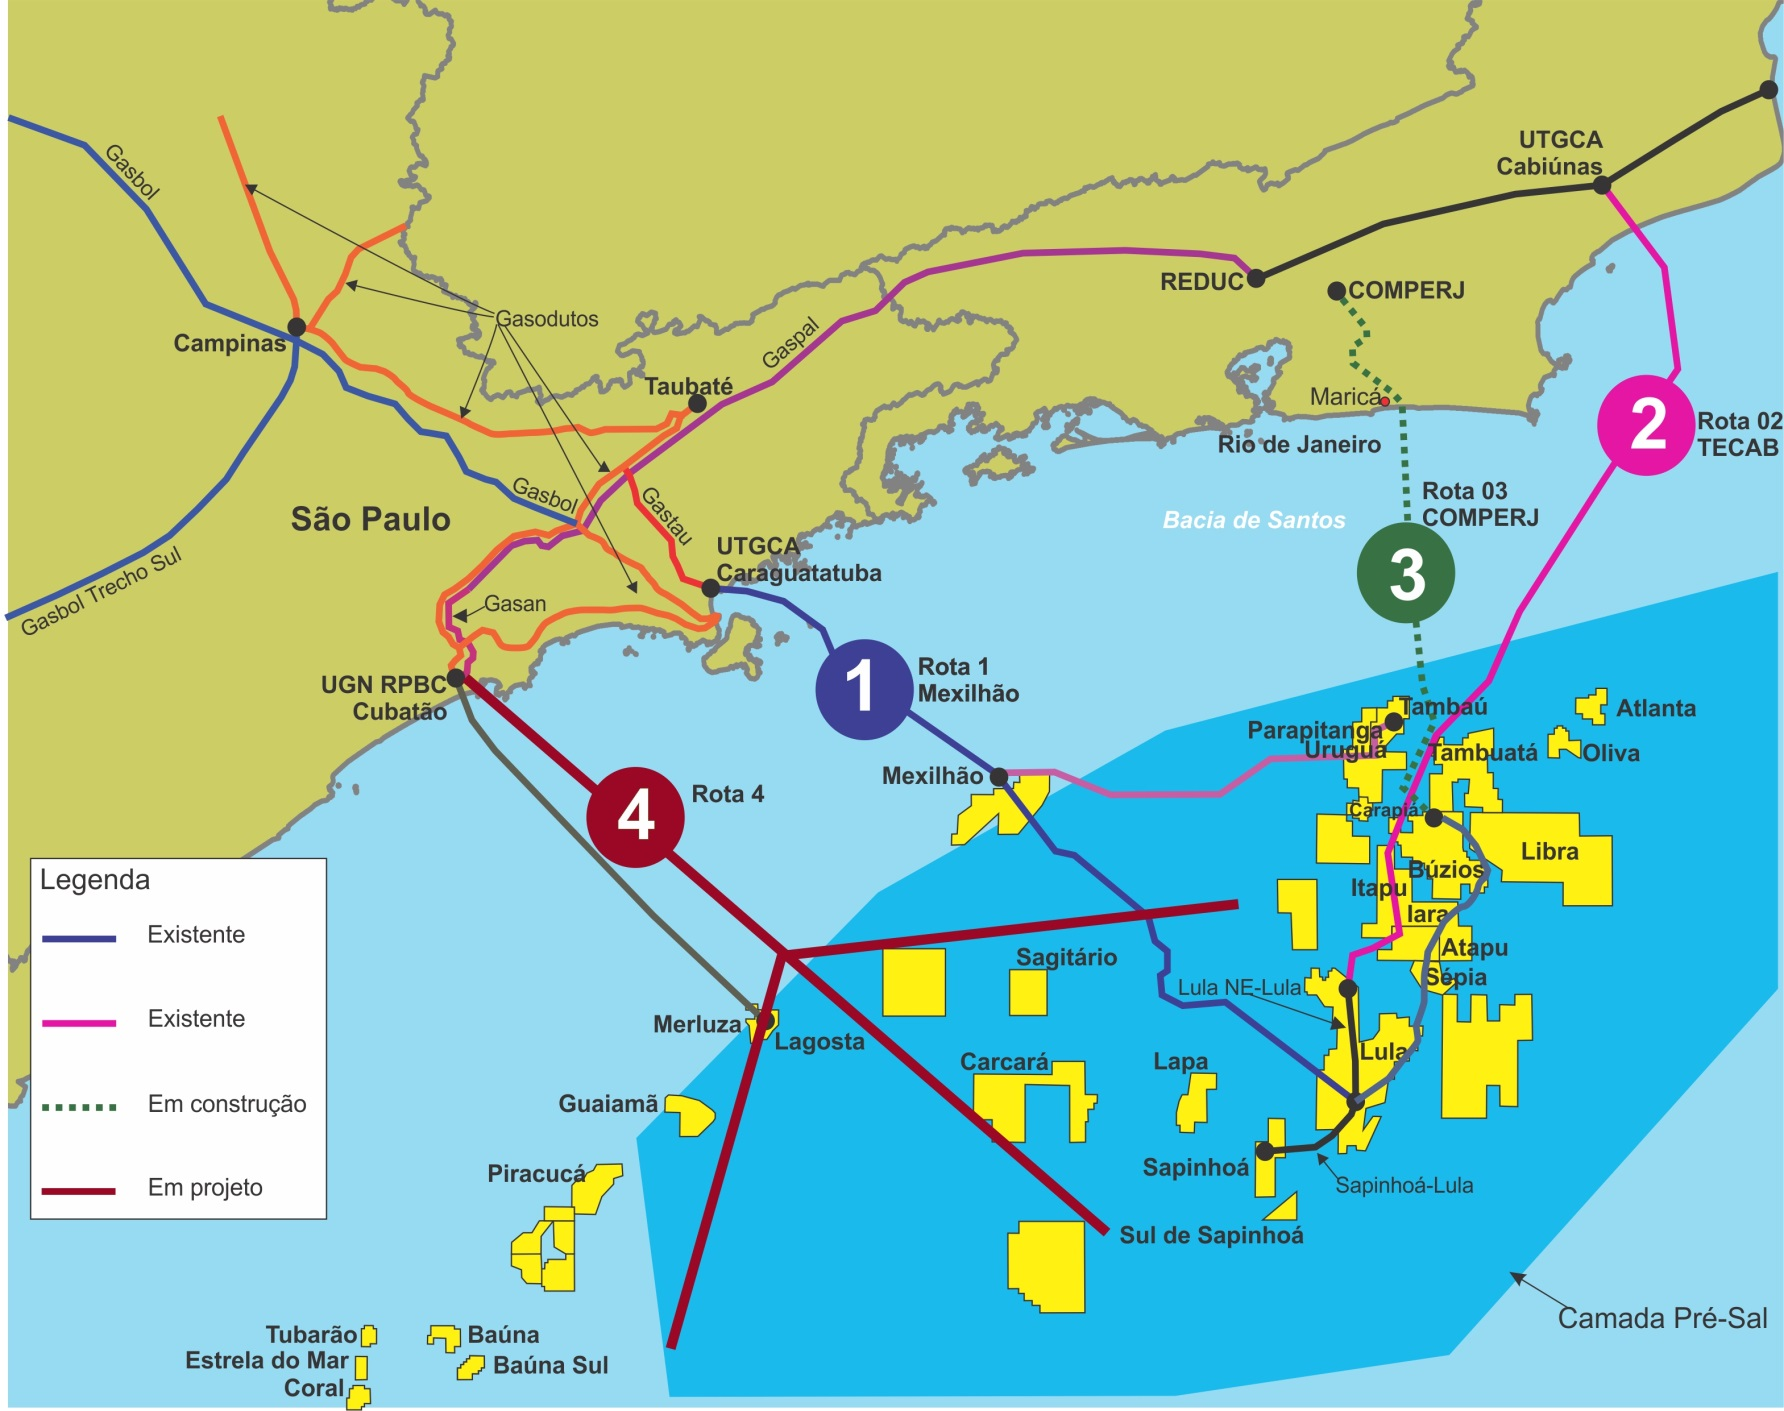 UTGCA
Cabiúnas
Gasbol
REDUC
COMPERJ
Gasodutos
Campinas
Gaspal
Taubaté
Maricá
2
Rota 02
TECAB
Rio de Janeiro
Gasbol
Gastau
São Paulo
Rota 03
COMPERJ
Bacia de Santos
3
UTGCA
Caraguatatuba
Gasbol Trecho Sul
Gasan
1
Rota 1
Mexilhão
UGN RPBC
Cubatão
Tambaú
Atlanta
Parapitanga
Uruguá
Tambuatá
Oliva
Mexilhão
4
Rota 4
Carapiá
Libra
Búzios
Itapu
Iara
Atapu
Sépia
Legenda
Existente
Existente
Em construção
Em projeto
Sagitário
Lula NE-Lula
Merluza
Lagosta
Lula
Carcará
Lapa
Guaiamã
Sapinhoá
Sapinhoá-Lula
Piracucá
Sul de Sapinhoá
Camada Pré-Sal
Tubarão
Baúna
Estrela do Mar
Baúna Sul
Coral